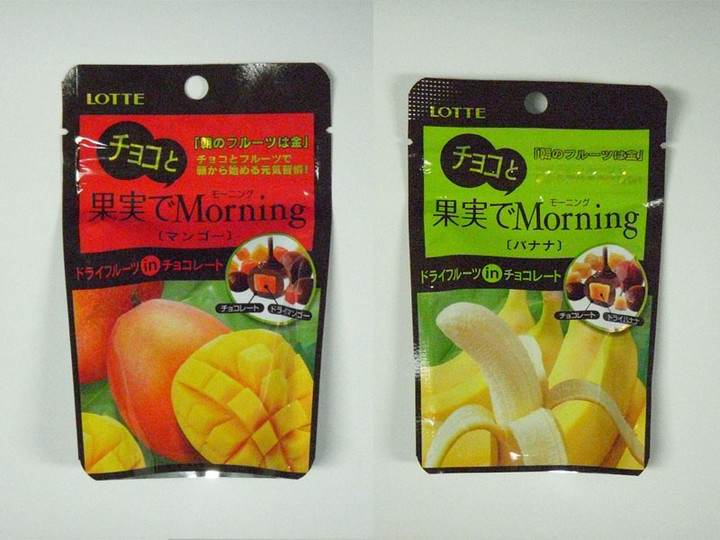 LOTTE
チョコと
「朝のフルーツは金」
チョコとフルーツで
朝から始める元気習慣!
モーニング
果実でMorning
〔マンゴー〕
ドライフルーツinチョコレート
チョコレート
ドライマンゴー
LOTTE
チョコと
「朝のフルーツは金」
モーニング
果実でMorning
〔バナナ〕
ドライフルーツinチョコレート
チョコレート
ドライバナナ